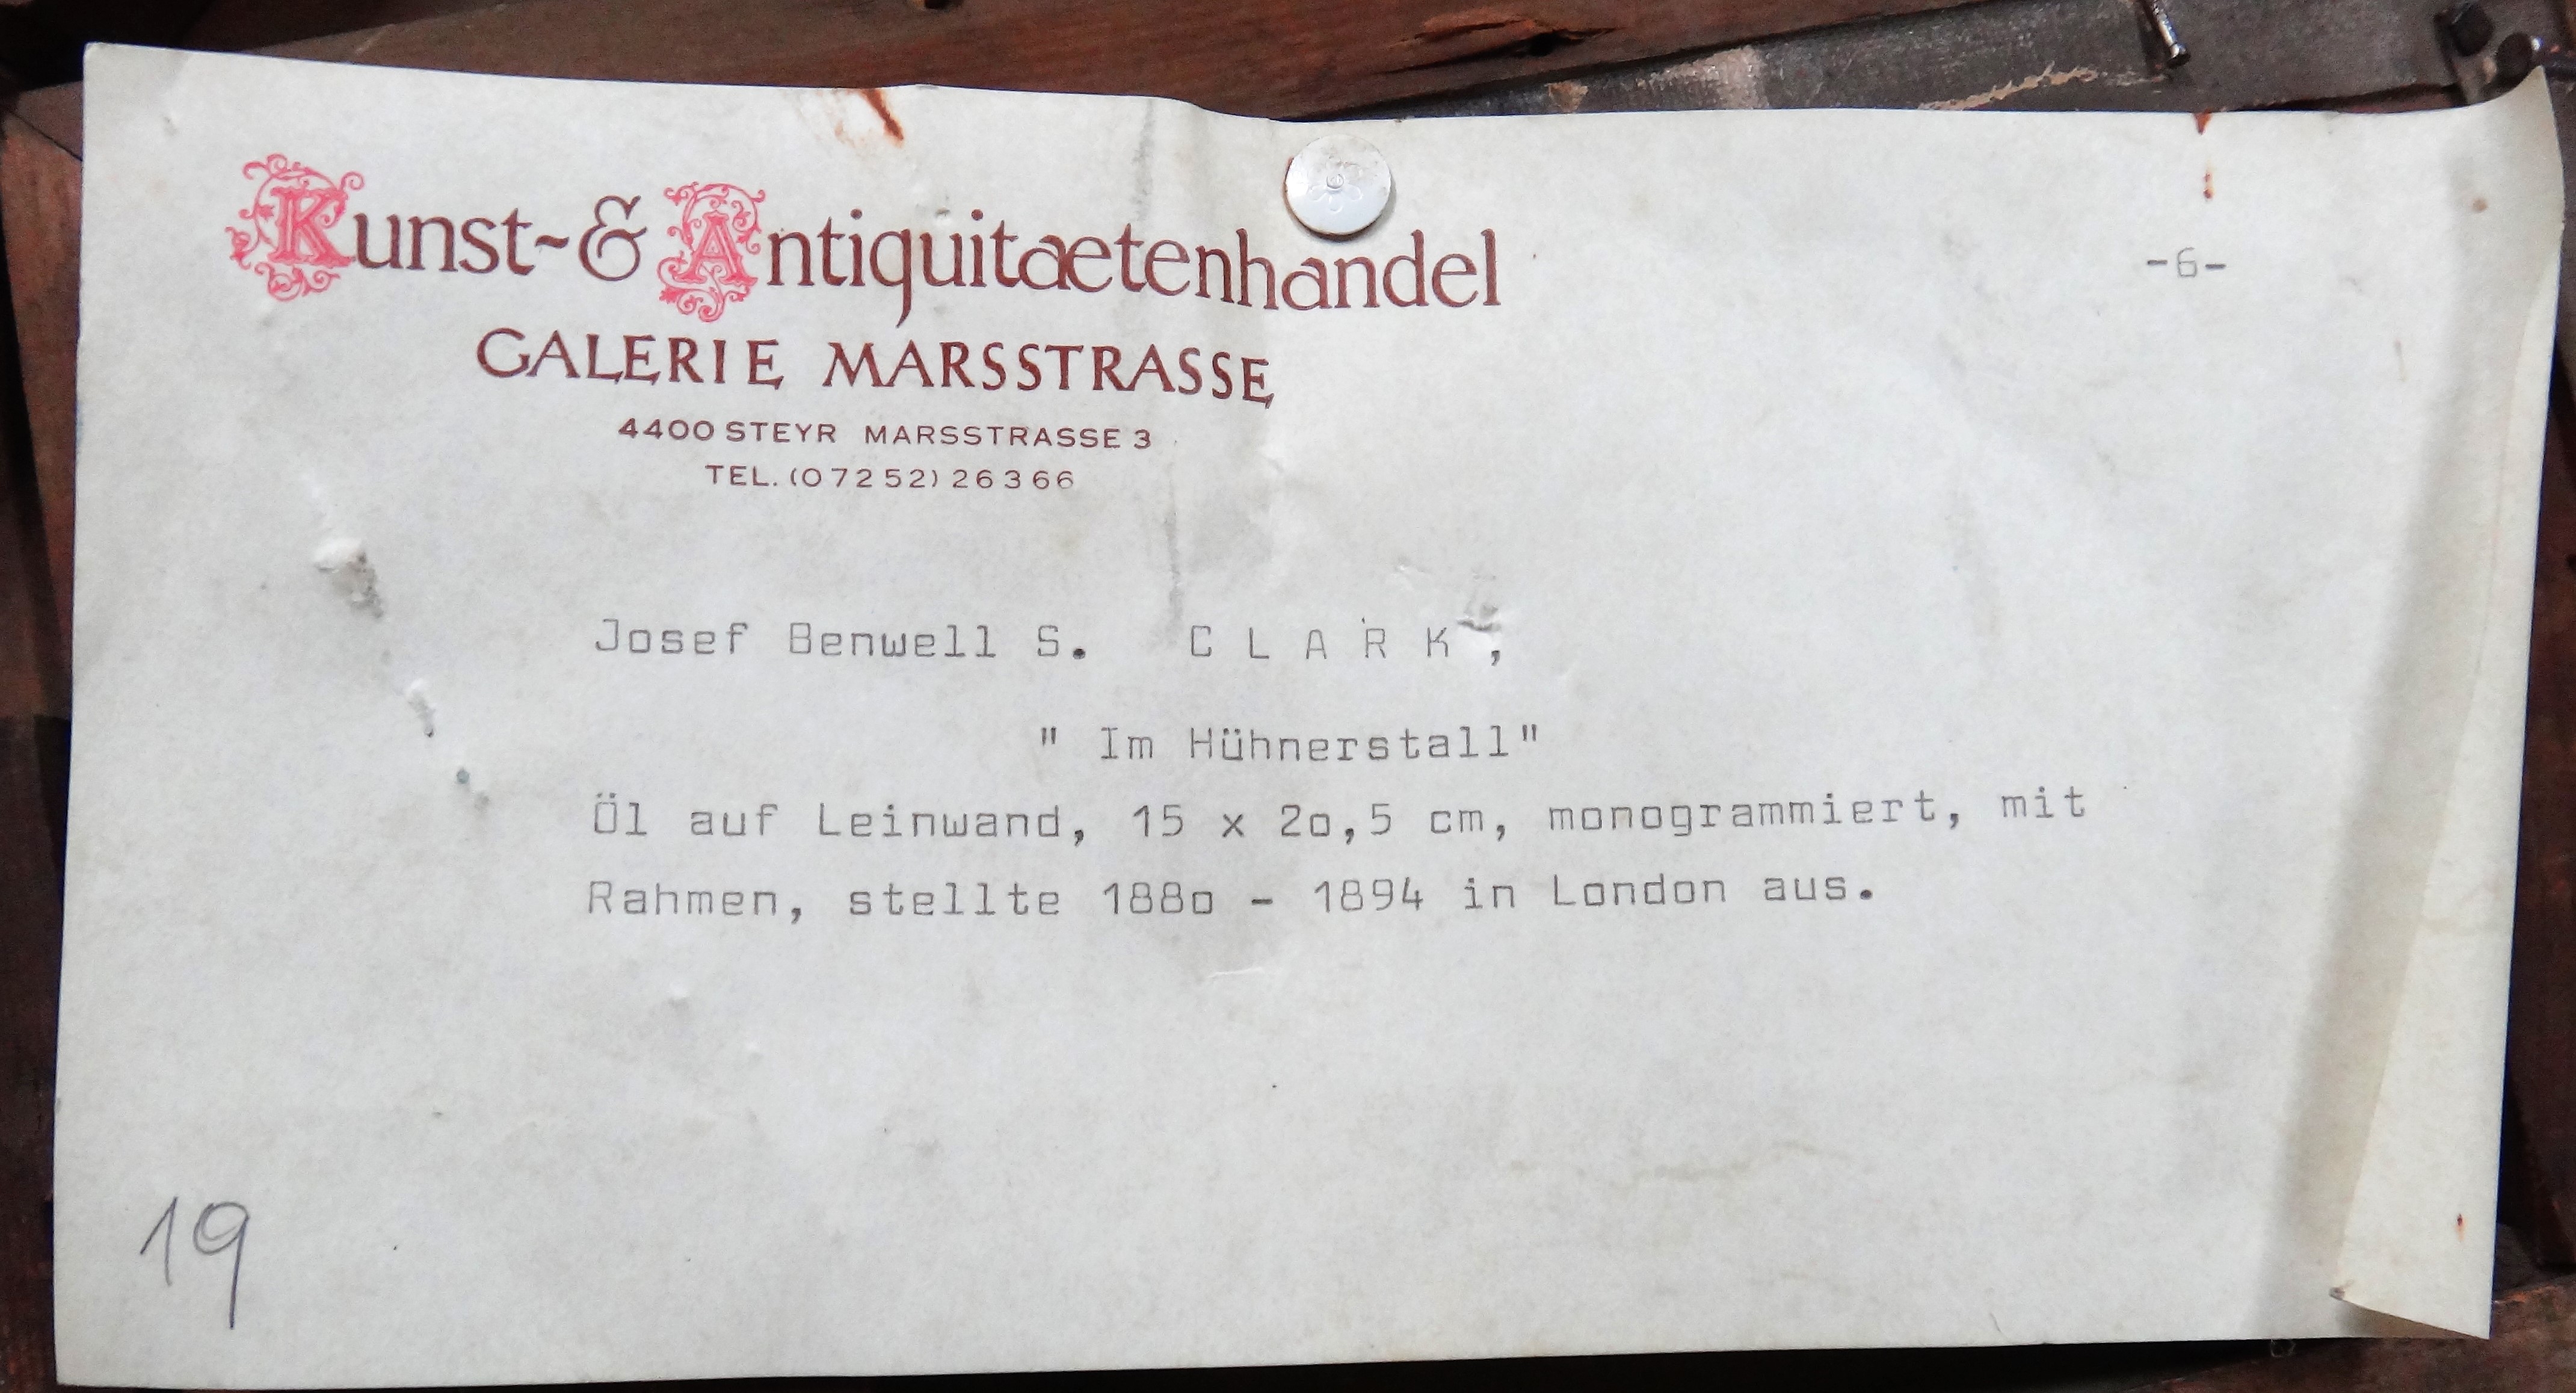 Kunst-& Antiquitaetenhandel
-6-
GALERIE MARSSTRASSE
4400 STEYR MARSSTRASSE 3
TEL. (07252) 26366
Josef Benwell S. C L A R K ,
" Im Hühnerstall"
Öl auf Leinwand, 15 x 2o,5 cm, monogrammiert, mit
Rahmen, stellte 188o - 1894 in London aus.
19